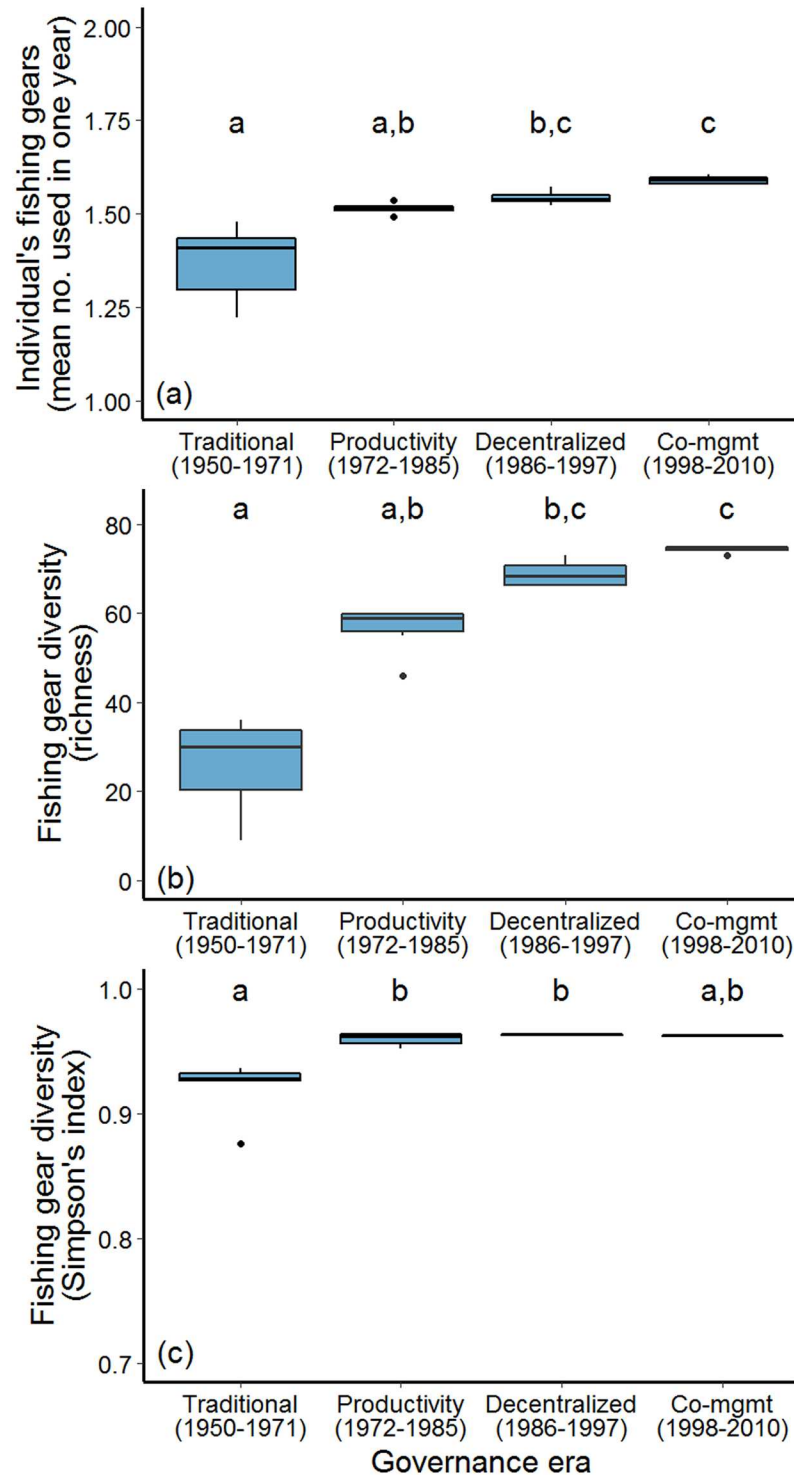 Individual's fishing gears
(mean no. used in one year)
2.00
1.75
1.50
1.25
1.00
a
a,b
b,c
c
(a)
Traditional
(1950-1971)
Productivity
(1972-1985)
Decentralized
(1986-1997)
Co-mgmt
(1998-2010)
Fishing gear diversity
(richness)
80
60
40
20
0
a
a,b
b,c
c
(b)
Traditional
(1950-1971)
Productivity
(1972-1985)
Decentralized
(1986-1997)
Co-mgmt
(1998-2010)
Fishing gear diversity
(Simpson's index)
1.0
0.9
0.8
0.7
a
b
b
a,b
(c)
Traditional
(1950-1971)
Productivity
(1972-1985)
Decentralized
(1986-1997)
Co-mgmt
(1998-2010)
Governance era